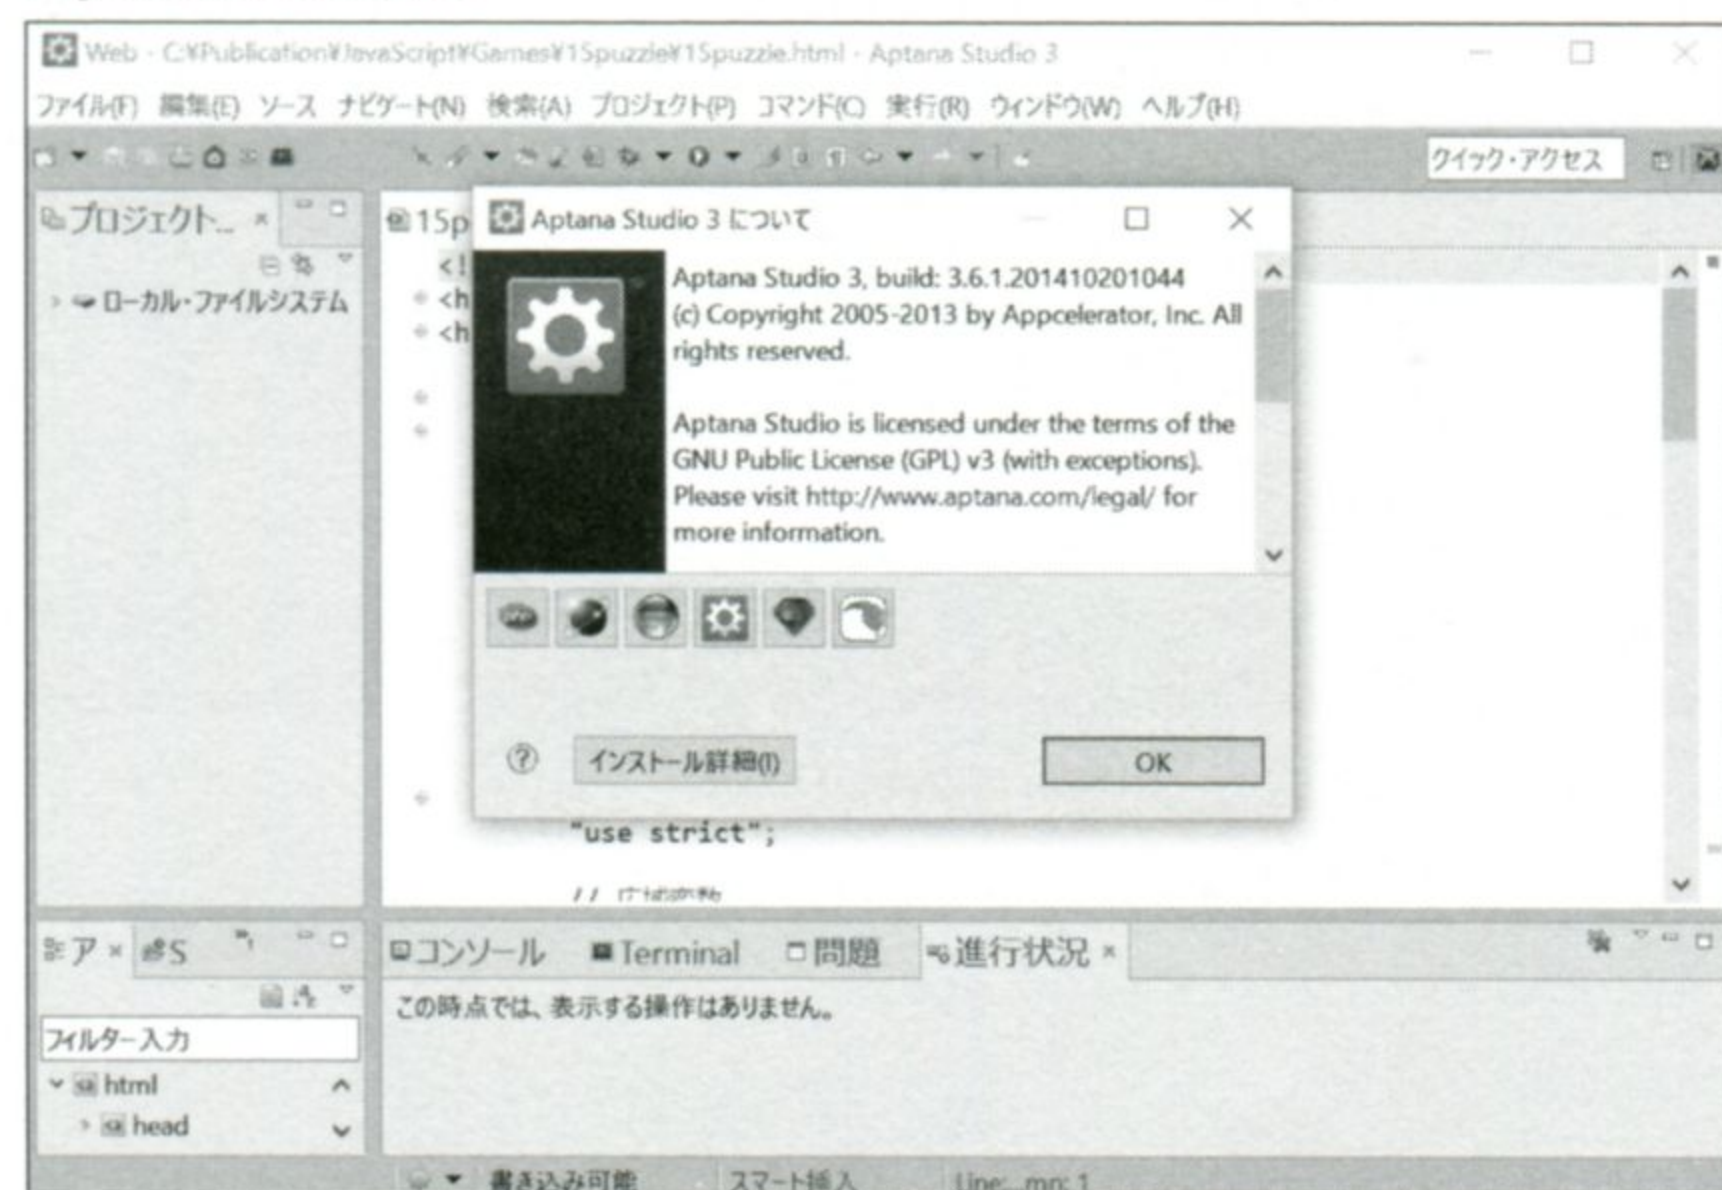 Web - C:¥Publication¥JavaScript¥Games¥15puzzle¥15puzzle.html - Aptana Studio 3
ファイル(F) 編集(E) ソース ナビゲート(N) 検索(A) プロジェクト(P) コマンド(C) 実行(R) ウィンドウ(W) ヘルプ(H)
クイック・アクセス
プロジェクト...
ローカル・ファイルシステム
15p
<!
<h
<h
Aptana Studio 3 について
Aptana Studio 3, build: 3.6.1.201410201044
(c) Copyright 2005-2013 by Appcelerator, Inc. All
rights reserved.
Aptana Studio is licensed under the terms of the
GNU Public License (GPL) v3 (with exceptions).
Please visit http://www.aptana.com/legal/ for
more information.
php
インストール詳細(I)
OK
"use strict";
//
ア S
コンソール Terminal 問題 進行状況
この時点では、表示する操作はありません。
フィルター入力
html
head
書き込み可能 スマート挿入 Line:...mn: 1